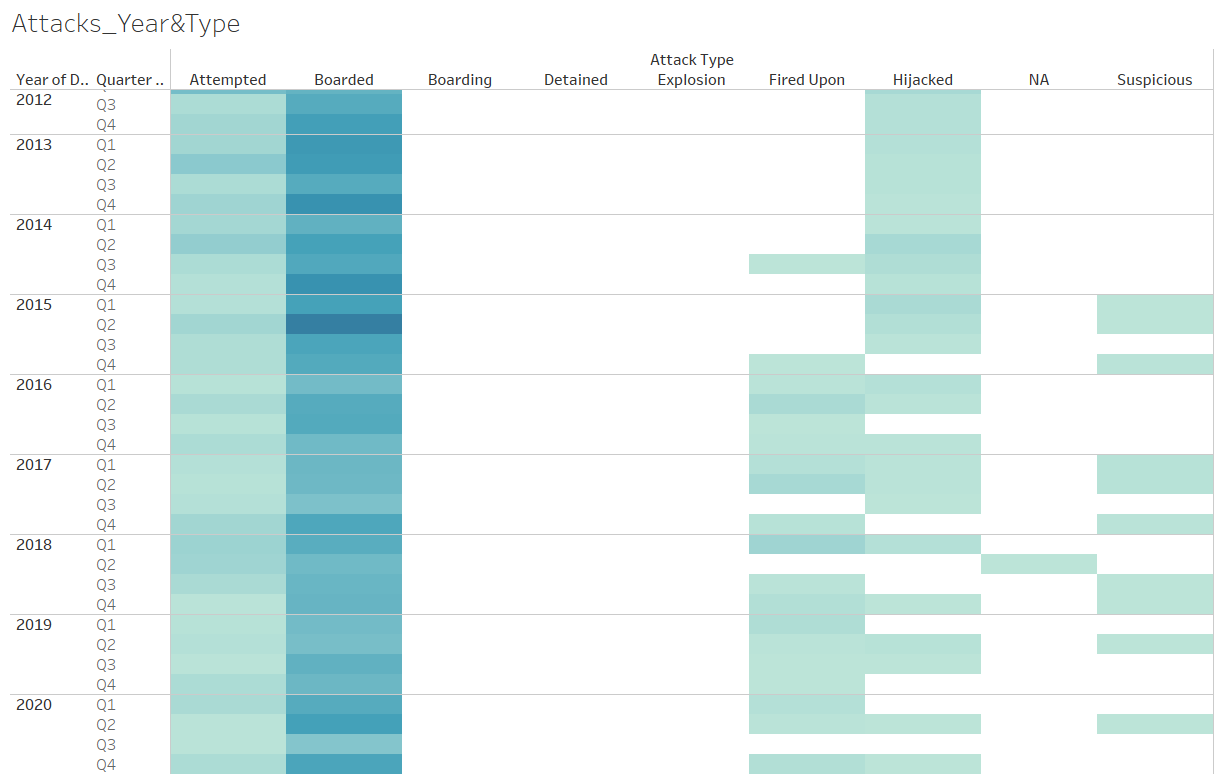 Attacks_Year&Type
Attack Type
Year of D.. Quarter .. Attempted Boarded Boarding Detained Explosion Fired Upon Hijacked NA Suspicious
2012 Q3
Q4
2013 Q1
Q2
Q3
Q4
2014 Q1
Q2
Q3
Q4
2015 Q1
Q2
Q3
Q4
2016 Q1
Q2
Q3
Q4
2017 Q1
Q2
Q3
Q4
2018 Q1
Q2
Q3
Q4
2019 Q1
Q2
Q3
Q4
2020 Q1
Q2
Q3
Q4